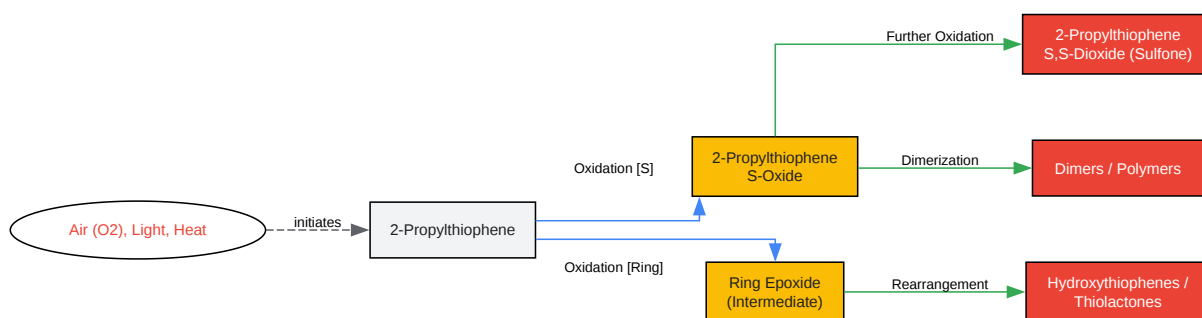 Air (O2), Light, Heat
initiates
2-Propylthiophene
Oxidation [S]
Oxidation [Ring]
2-Propylthiophene
S-Oxide
Ring Epoxide
(Intermediate)
Further Oxidation
Dimerization
Rearrangement
2-Propylthiophene
S,S-Dioxide (Sulfone)
Dimers / Polymers
Hydroxythiophenes /
Thiolactones